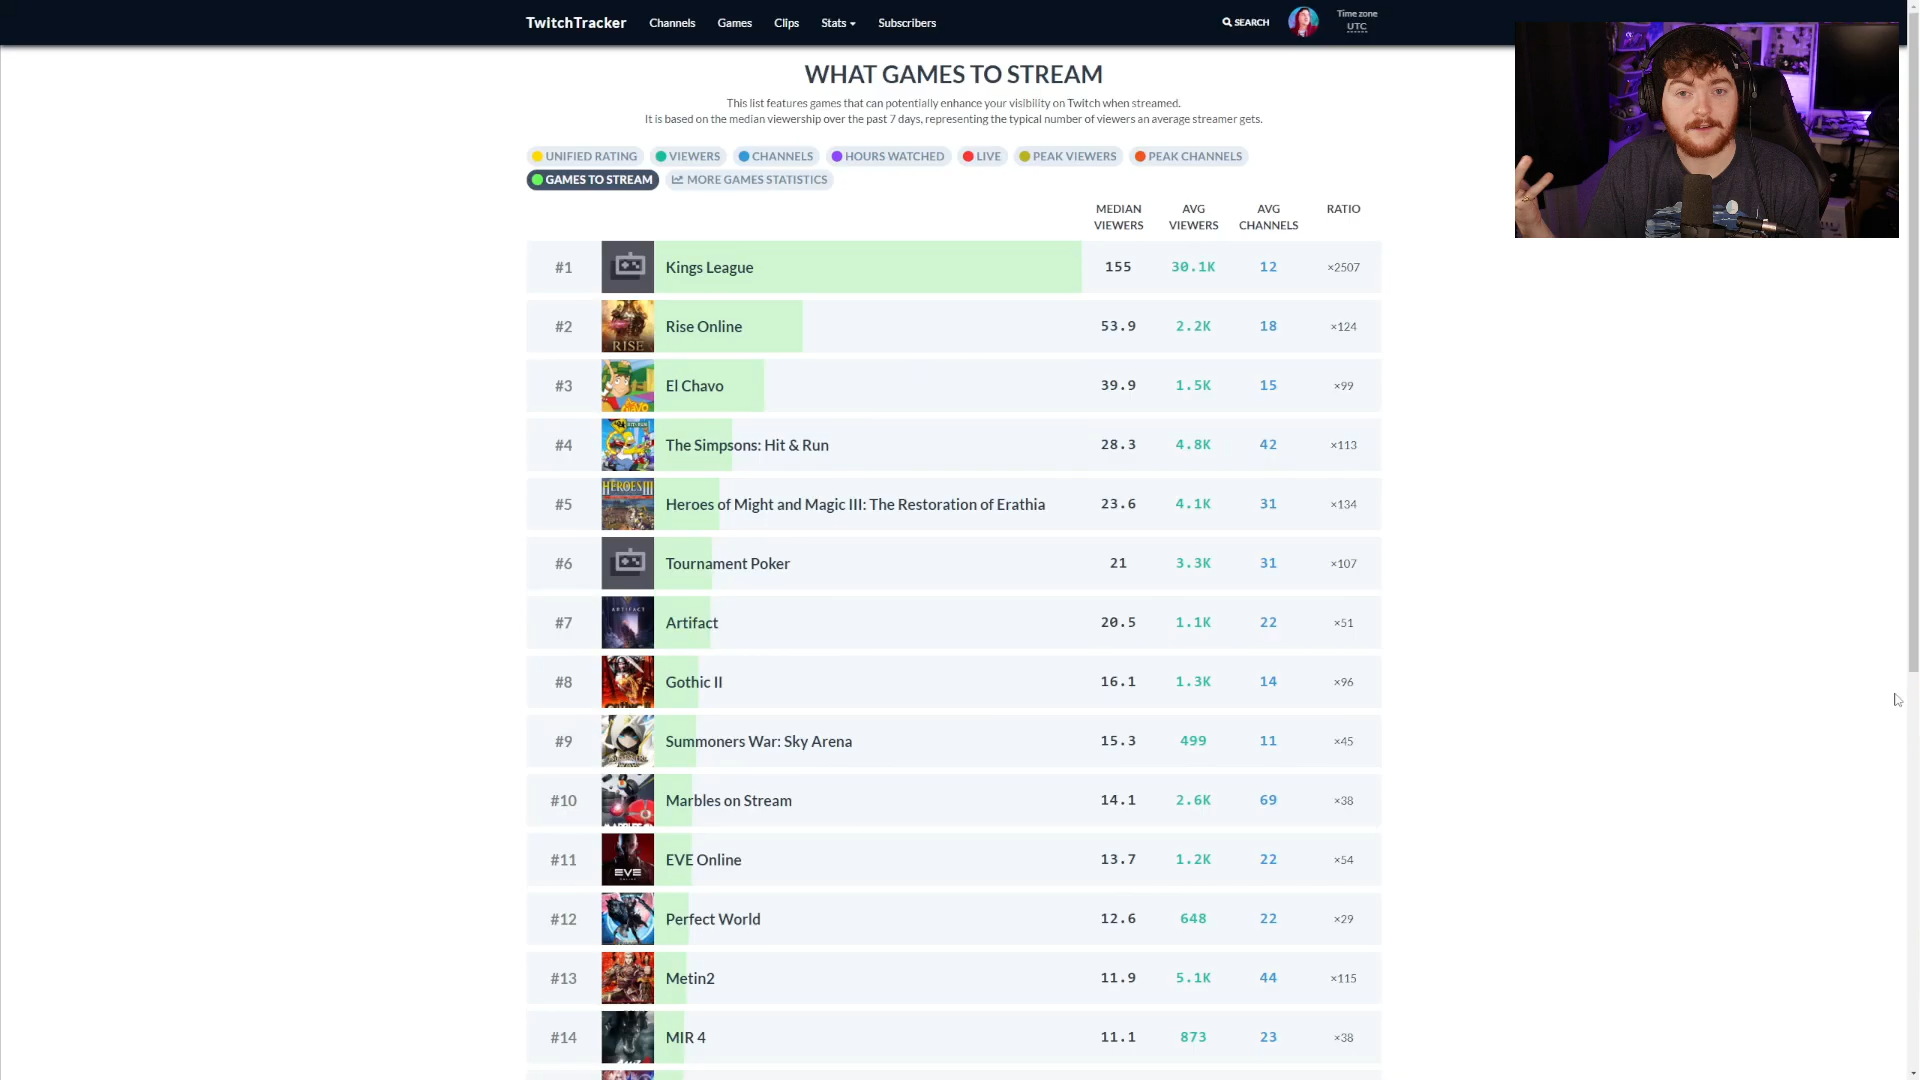 TwitchTracker Channels Games Clips Stats Subscribers SEARCH Time zone
UTC
WHAT GAMES TO STREAM
This list features games that can potentially enhance your visibility on Twitch when streamed.
It is based on the median viewership over the past 7 days, representing the typical number of viewers an average streamer gets.
UNIFIED RATING VIEWERS CHANNELS HOURS WATCHED LIVE PEAK VIEWERS PEAK CHANNELS
GAMES TO STREAM MORE GAMES STATISTICS
MEDIAN VIEWERS AVG VIEWERS AVG CHANNELS RATIO
#1 Kings League 155 30.1K 12 ×2507
#2 RISE Rise Online 53.9 2.2K 18 ×124
#3 El Chavo 39.9 1.5K 15 ×99
#4 The Simpsons: Hit & Run 28.3 4.8K 42 ×113
#5 HEROES III Heroes of Might and Magic III: The Restoration of Erathia 23.6 4.1K 31 ×134
#6 Tournament Poker 21 3.3K 31 ×107
#7 ARTIFACT Artifact 20.5 1.1K 22 ×51
#8 Gothic II 16.1 1.3K 14 ×96
#9 Summoners War: Sky Arena 15.3 499 11 ×45
#10 Marbles on Stream 14.1 2.6K 69 ×38
#11 EVE EVE Online 13.7 1.2K 22 ×54
#12 Perfect World 12.6 648 22 ×29
#13 Metin2 11.9 5.1K 44 ×115
#14 MIR 4 11.1 873 23 ×38